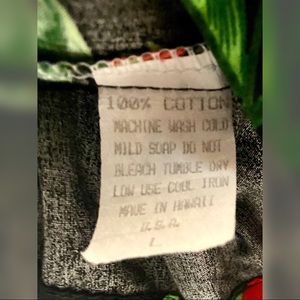 100% COTTON
MACHINE WASH COLD
MILD SOAP DO NOT
BLEACH TUMBLE DRY
LOW USE COOL IRON
MADE IN HAWAII
U.S.A.
L